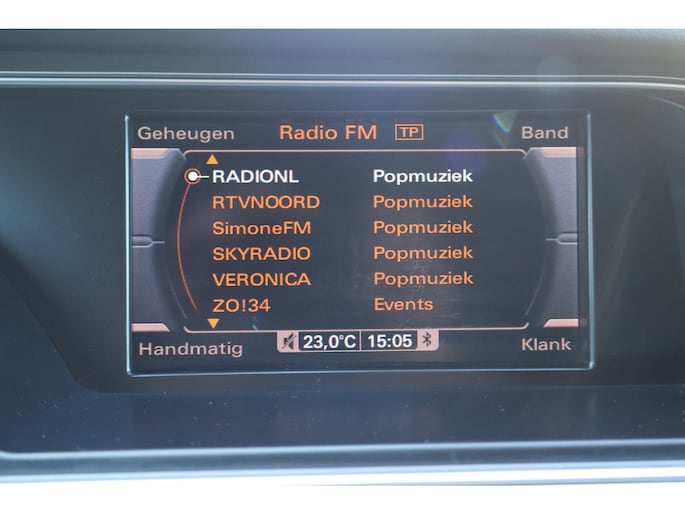 Geheugen Radio FM TP Band
RADIONL Popmuziek
RTVNOORD Popmuziek
SimoneFM Popmuziek
SKYRADIO Popmuziek
VERONICA Popmuziek
ZO!34 Events
Handmatig 23,0°C 15:05 Klank